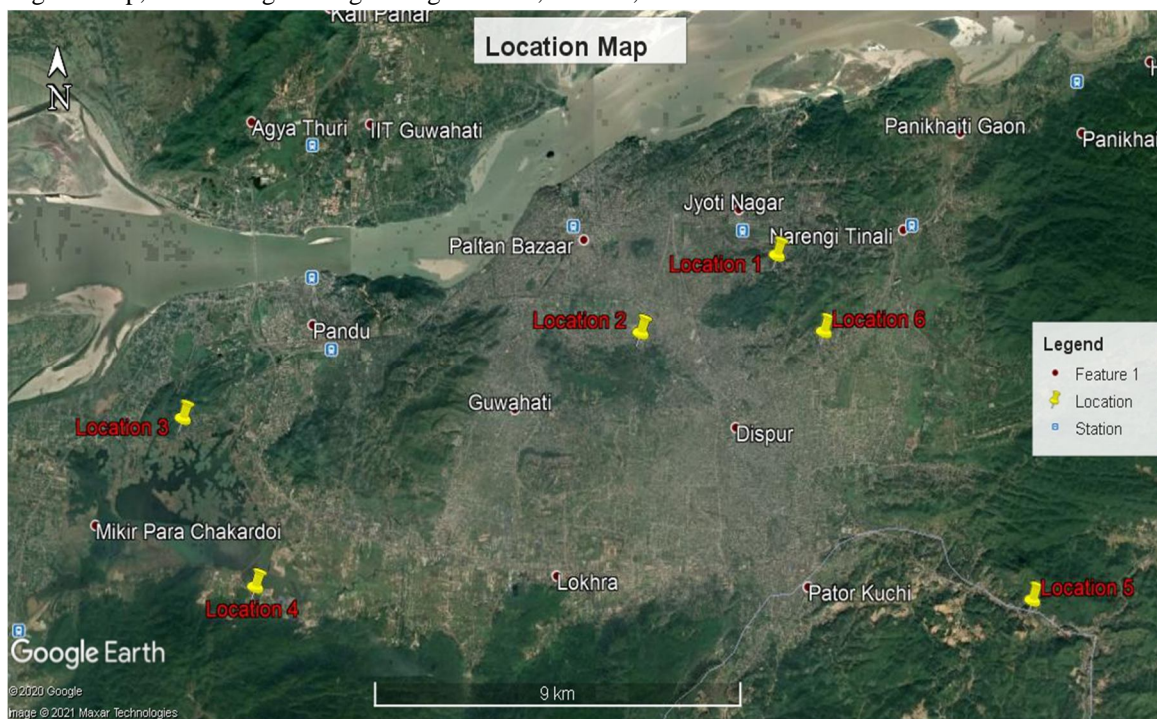 Kali Pahar
Location Map
N
Agya Thuri
IIT Guwahati
Panikhaiti Gaon
Jyoti Nagar
Narengi Tinali
Paltan Bazaar
Location 1
Location 2
Location 6
Pandu
Legend
Feature 1
Location
Station
Guwahati
Location 3
Dispur
Mikir Para Chakardoi
Lokhra
Pator Kuchi
Location 5
Location 4
Google Earth
9 km
©2020 Google
Image © 2021 Maxar Technologies